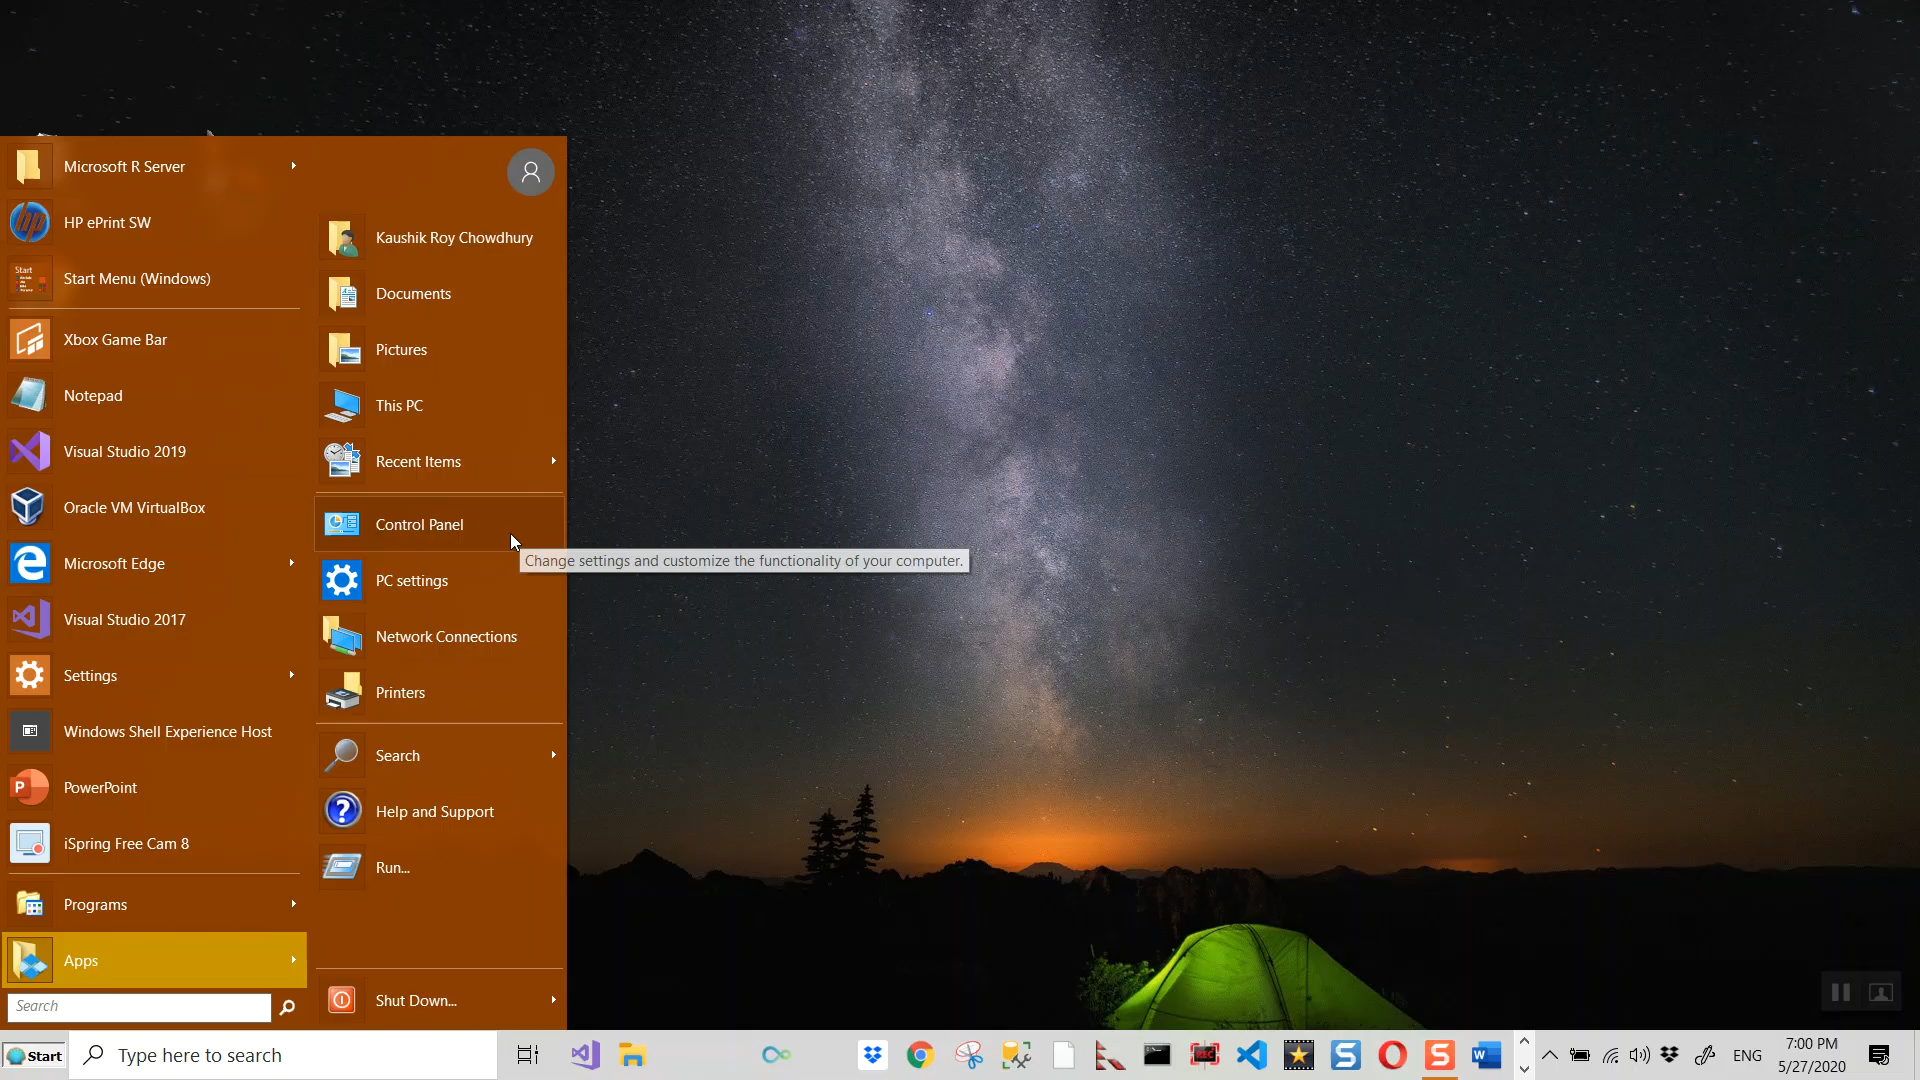 Microsoft R Server
HP ePrint SW
Start Menu (Windows)
Xbox Game Bar
Notepad
Visual Studio 2019
Oracle VM VirtualBox
Microsoft Edge
Visual Studio 2017
Settings
Windows Shell Experience Host
PowerPoint
iSpring Free Cam 8
Programs
Apps
Search
Kaushik Roy Chowdhury
Documents
Pictures
This PC
Recent Items
Control Panel
Change settings and customize the functionality of your computer.
PC settings
Network Connections
Printers
Search
Help and Support
Run...
Shut Down...
Start
Type here to search
REC
ENG
7:00 PM
5/27/2020